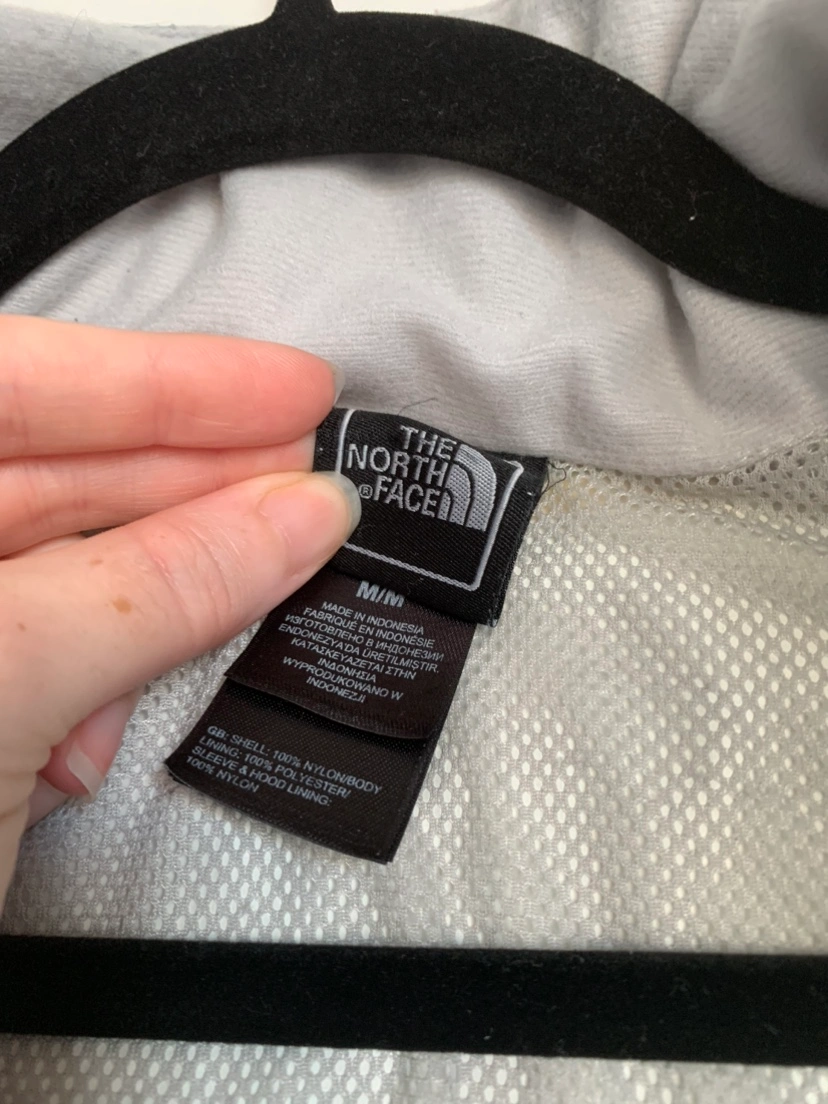 THE
NORTH
®FACE
M/M
MADE IN INDONESIA
FABRIQUÉ EN INDONÉSIE
ИЗГОТОВЛЕНО В ИНДОНЕЗИИ
ENDONEZYA'DA ÜRETILMIŞTIR.
ΚΑΤΑΣΚΕΥΑΖΕΤΑΙ ΣΤΗΝ
ΙΝΔΟΝΗΣΙΑ
WYPRODUKOWANO W
INDONEZJI
GB: SHELL: 100% NYLON/BODY
LINING: 100% POLYESTER/
SLEEVE & HOOD LINING:
100% NYLON